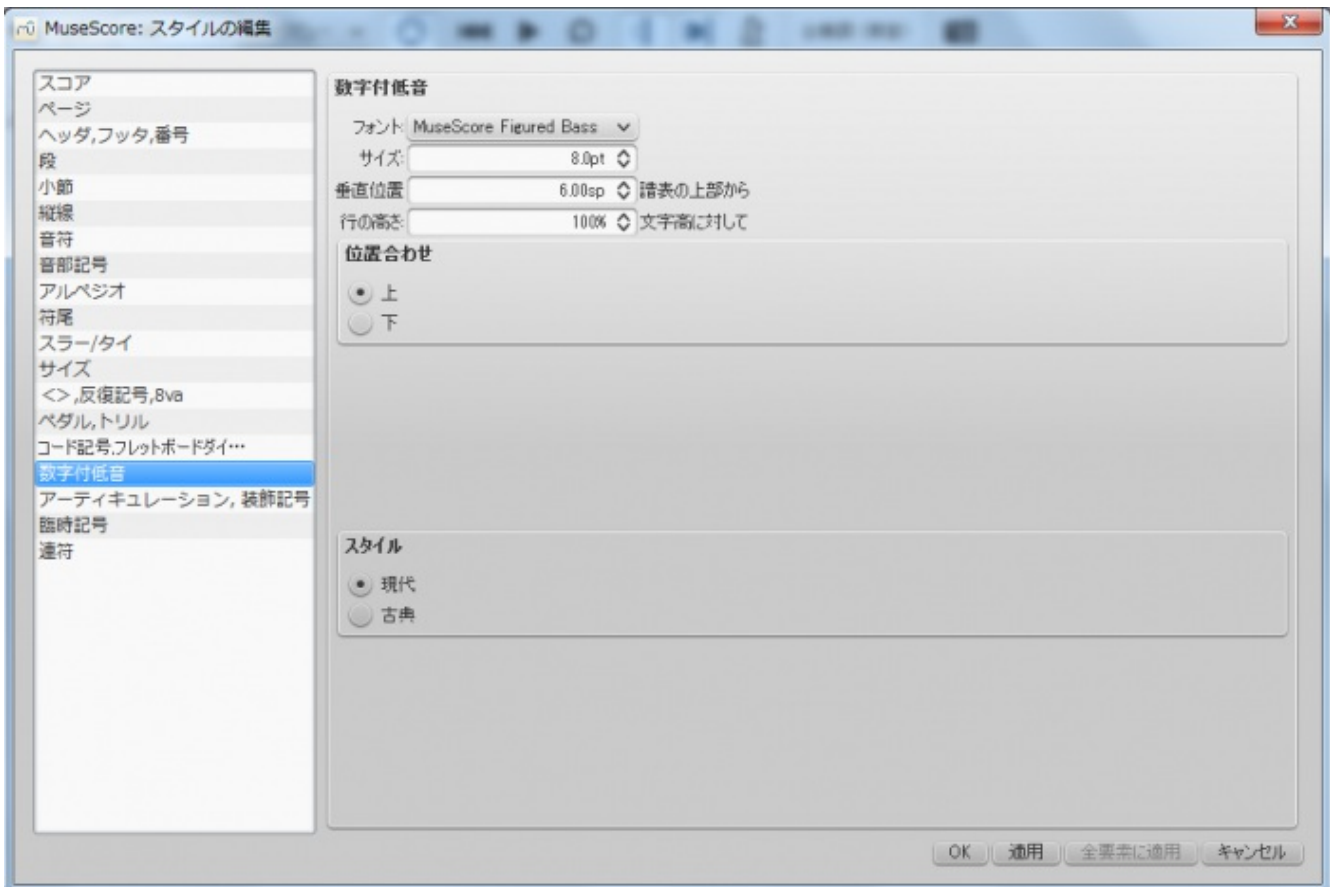 MuseScore: スタイルの編集
スコア
ページ
ヘッダ,フッタ,番号
段
小節
縦線
音符
音部記号
アルペジオ
符尾
スラー/タイ
サイズ
<>,反復記号,8va
ペダル,トリル
コード記号,フレットボードダイ…
数字付低音
アーティキュレーション, 装飾記号
臨時記号
連符
数字付低音
フォント: MuseScore Figured Bass
サイズ: 8.0pt
垂直位置 6.00sp 譜表の上部から
行の高さ: 100% 文字高に対して
位置合わせ
上
下
スタイル
現代
古典
OK 適用 全要素に適用 キャンセル